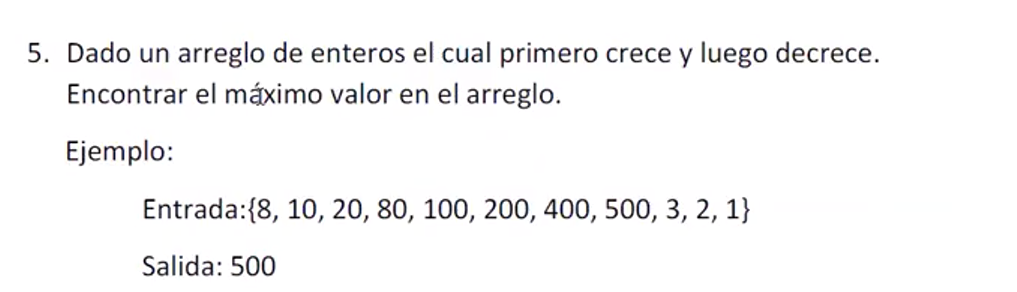 5. Dado un arreglo de enteros el cual primero crece y luego decrece.
Encontrar el máximo valor en el arreglo.
Ejemplo:
Entrada:{8, 10, 20, 80, 100, 200, 400, 500, 3, 2, 1}
Salida: 500